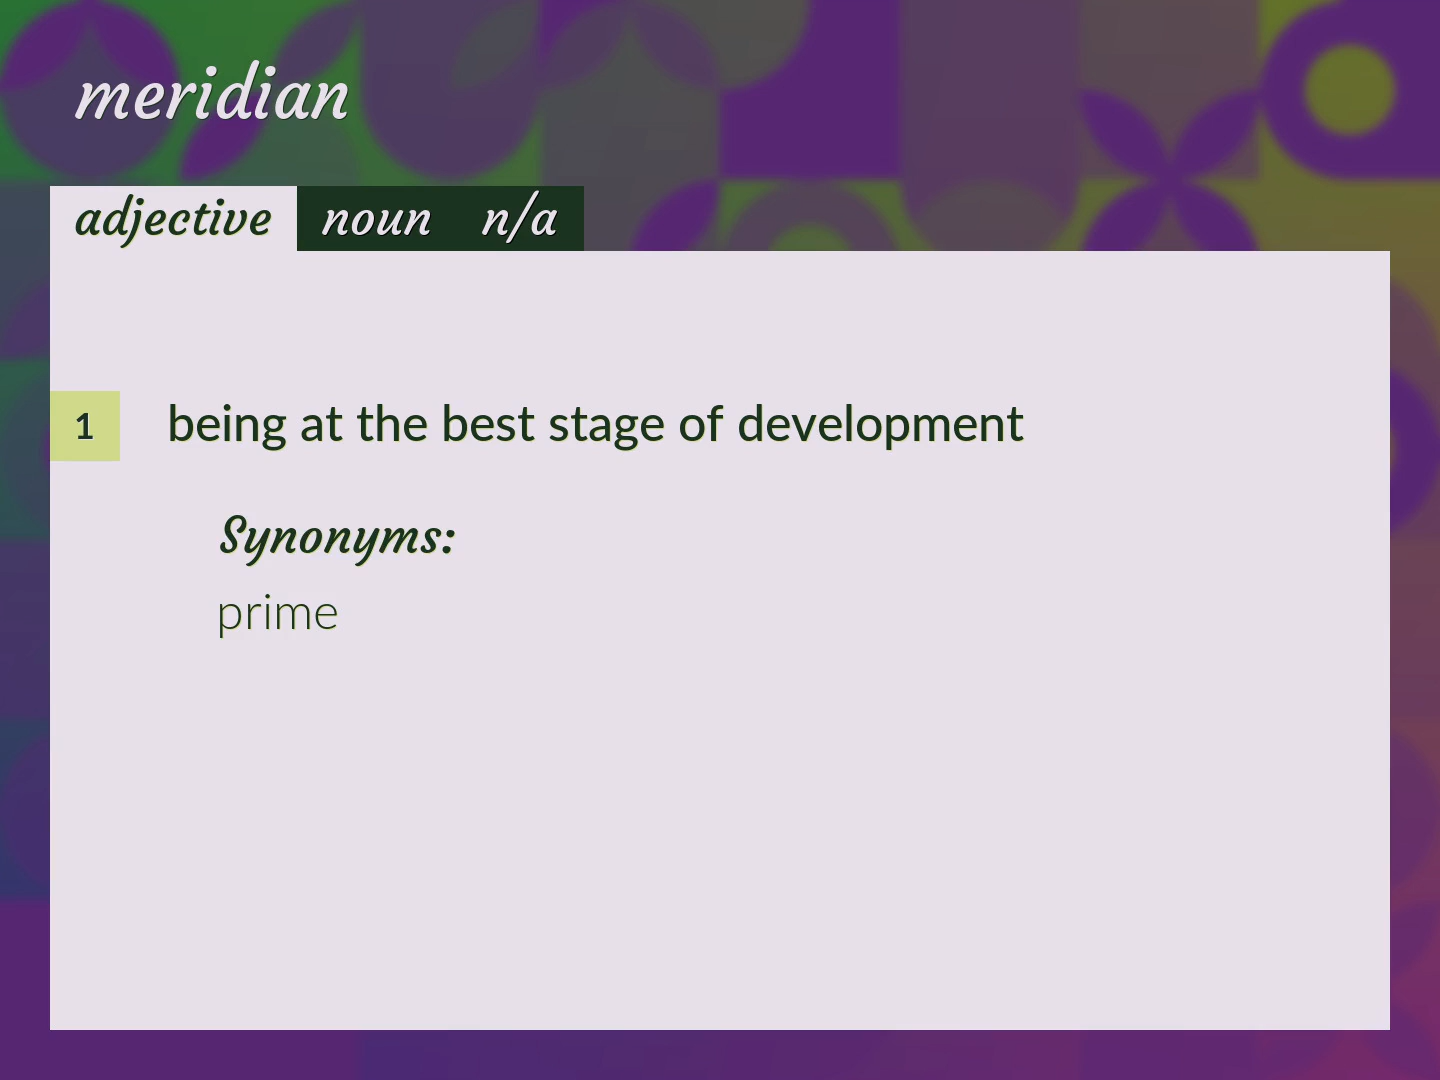 meridian
adjective noun n/a
1 being at the best stage of development
Synonyms:
prime